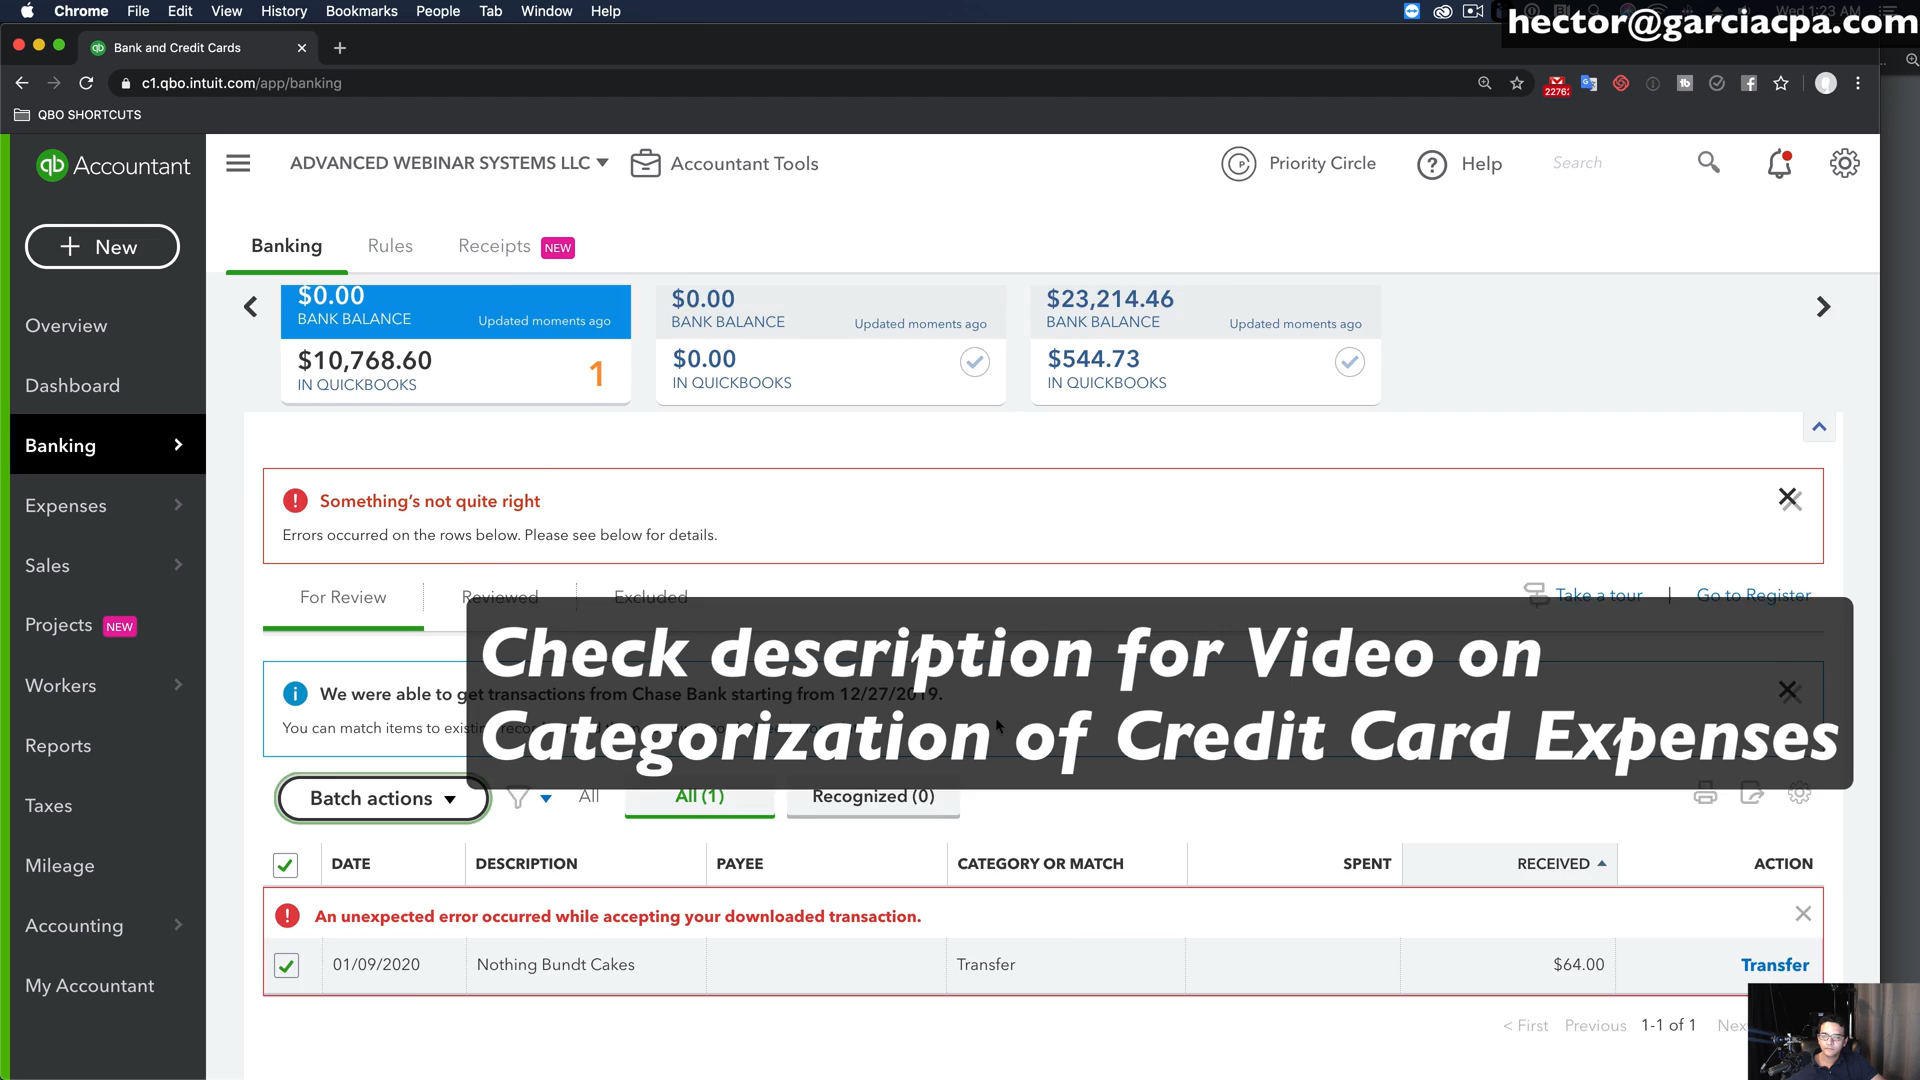 Chrome File Edit View History Bookmarks People Tab Window Help
hector@garciacpa.com
Bank and Credit Cards
c1.qbo.intuit.com/app/banking
QBO SHORTCUTS
qb Accountant
ADVANCED WEBINAR SYSTEMS LLC
Accountant Tools
Priority Circle
Help
Search
+ New
Banking Rules Receipts NEW
Overview
Dashboard
Banking
Expenses
Sales
Projects NEW
Workers
Reports
Taxes
Mileage
Accounting
My Accountant
$0.00
BANK BALANCE Updated moments ago
$10,768.60 1
IN QUICKBOOKS
$0.00
BANK BALANCE Updated moments ago
$0.00
IN QUICKBOOKS
$23,214.46
BANK BALANCE Updated moments ago
$544.73
IN QUICKBOOKS
Something's not quite right
Errors occurred on the rows below. Please see below for details.
For Review Reviewed Excluded
Take a tour | Go to Register
We were able to get transactions from Chase Bank starting from 12/27/2019.
You can match items to
Check description for Video on
Categorization of Credit Card Expenses
Batch actions All All (1) Recognized (0)
DATE DESCRIPTION PAYEE CATEGORY OR MATCH SPENT RECEIVED ACTION
An unexpected error occurred while accepting your downloaded transaction.
01/09/2020 Nothing Bundt Cakes Transfer $64.00 Transfer
< First Previous 1-1 of 1